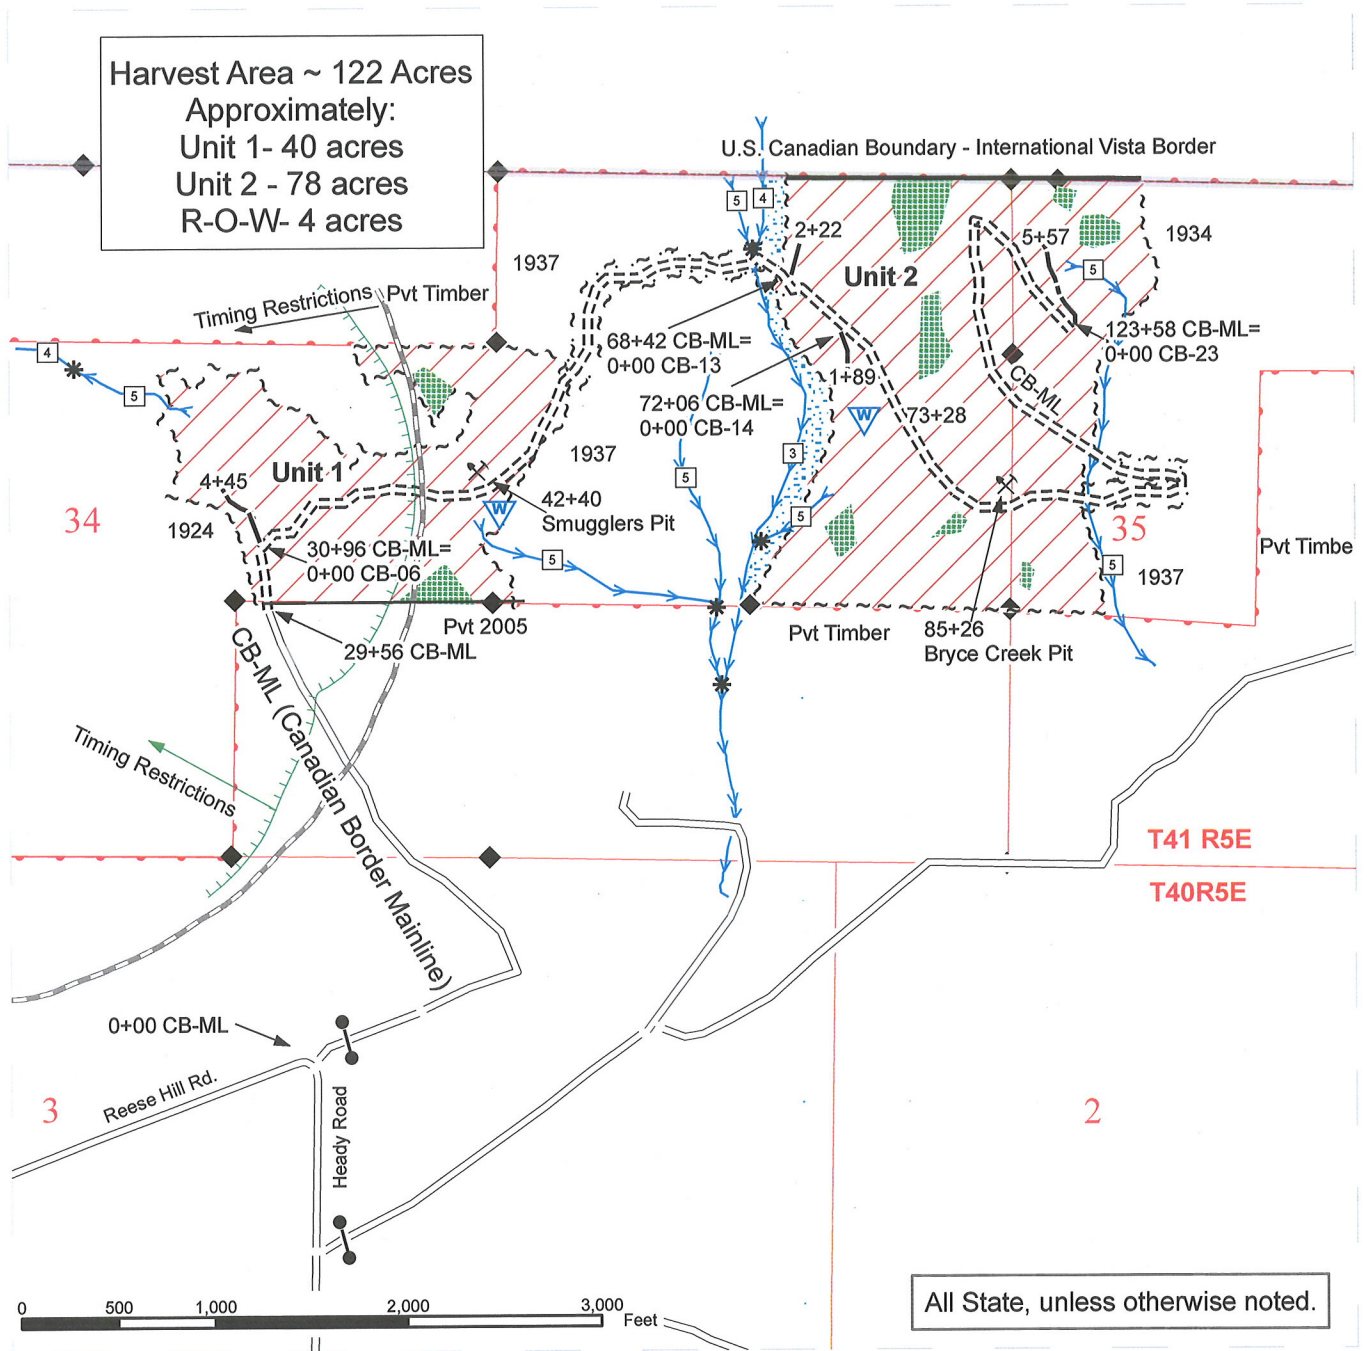 Harvest Area ~ 122 Acres
Approximately:
Unit 1- 40 acres
Unit 2 - 78 acres
R-O-W- 4 acres
U.S. Canadian Boundary - International Vista Border
5
4
2+22
5+57
1934
1937
Unit 2
5
Timing Restrictions
Pvt Timber
68+42 CB-ML=
0+00 CB-13
123+58 CB-ML=
0+00 CB-23
4
5
1+89
CB-ML
72+06 CB-ML=
0+00 CB-14
W
73+28
1937
3
Unit 1
5
4+45
42+40
Smugglers Pit
W
5
34
1924
35
30+96 CB-ML=
0+00 CB-06
5
Pvt Timbe
5
1937
Pvt 2005
Pvt Timber
85+26
Bryce Creek Pit
29+56 CB-ML
CB-ML (Canadian Border Mainline)
Timing Restrictions
T41 R5E
T40R5E
0+00 CB-ML
Reese Hill Rd.
Heady Road
3
2
0
500
1,000
2,000
3,000
Feet
All State, unless otherwise noted.